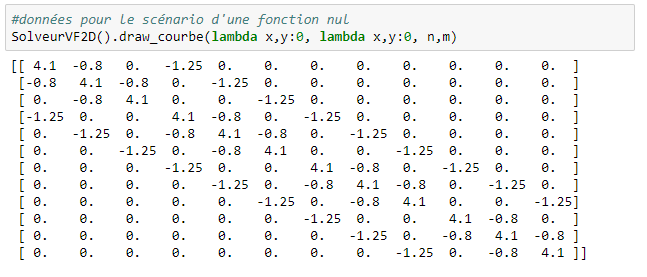 #données pour le scénario d'une fonction nul
SolveurVF2D().draw_courbe(lambda x,y:0, lambda x,y:0, n,m)
[[ 4.1 -0.8 0. -1.25 0. 0. 0. 0. 0. 0. 0. 0. ]
[-0.8 4.1 -0.8 0. -1.25 0. 0. 0. 0. 0. 0. 0. ]
[ 0. -0.8 4.1 0. 0. -1.25 0. 0. 0. 0. 0. 0. ]
[-1.25 0. 0. 4.1 -0.8 0. -1.25 0. 0. 0. 0. 0. ]
[ 0. -1.25 0. -0.8 4.1 -0.8 0. -1.25 0. 0. 0. 0. ]
[ 0. 0. -1.25 0. -0.8 4.1 0. 0. -1.25 0. 0. 0. ]
[ 0. 0. 0. -1.25 0. 0. 4.1 -0.8 0. -1.25 0. 0. ]
[ 0. 0. 0. 0. -1.25 0. -0.8 4.1 -0.8 0. -1.25 0. ]
[ 0. 0. 0. 0. 0. -1.25 0. -0.8 4.1 0. 0. -1.25]
[ 0. 0. 0. 0. 0. 0. -1.25 0. 0. 4.1 -0.8 0. ]
[ 0. 0. 0. 0. 0. 0. 0. -1.25 0. -0.8 4.1 -0.8 ]
[ 0. 0. 0. 0. 0. 0. 0. 0. -1.25 0. -0.8 4.1 ]]